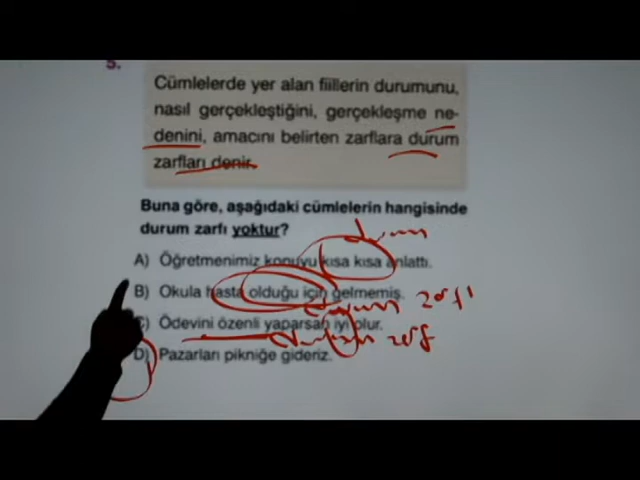 5.
Cümlelerde yer alan fiillerin durumunu,
nasıl gerçekleştiğini, gerçekleşme ne-
denini, amacını belirten zarflara durum
zarfları denir.
Buna göre, aşağıdaki cümlelerin hangisinde
durum zarfı yoktur?
durum
A) Öğretmenimiz konuyu kısa kısa anlattı.
B) Okula hasta olduğu için gelmemiş.
durum zarfı
C) Ödevini özenli yaparsan iyi olur.
durum zarf
D) Pazarları pikniğe gideriz.